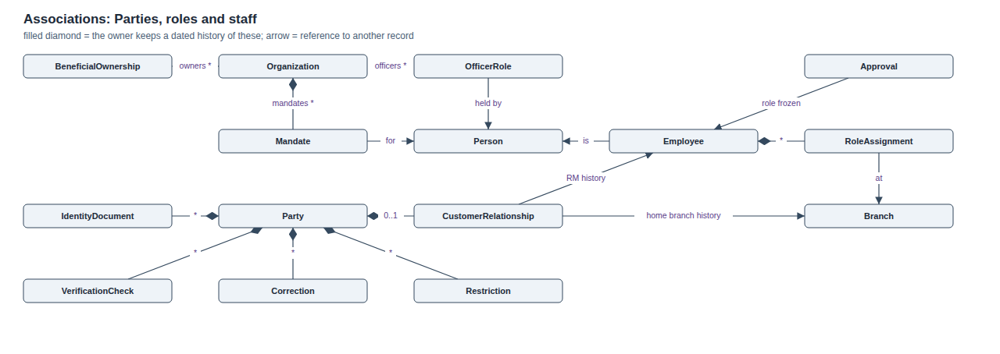 Associations: Parties, roles and staff
filled diamond = the owner keeps a dated history of these; arrow = reference to another record
BeneficialOwnership
owners *
Organization
officers *
OfficerRole
Approval
mandates *
held by
role frozen
Mandate
for
Person
is
Employee
*
RoleAssignment
RM history
at
IdentityDocument
*
Party
0..1
CustomerRelationship
home branch history
Branch
*
*
*
VerificationCheck
Correction
Restriction